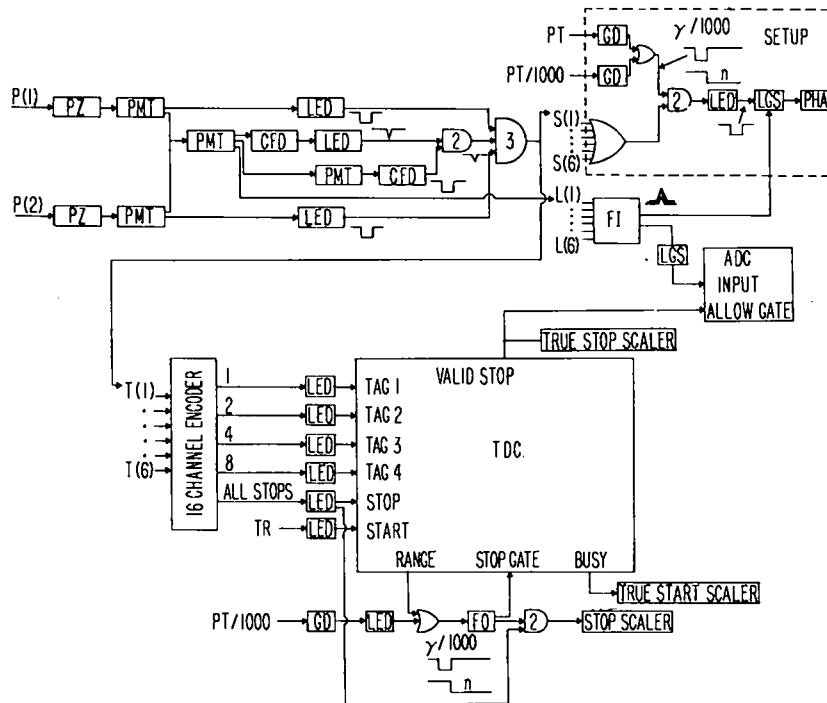 PT GD γ/1000 SETUP
PT/1000 GD n
P(1) PZ PMT LED S(1) 2 LED LGS PHA
PMT CFD LED 2 3
S(6)
PMT CFD L(1)
P(2) PZ PMT LED FI
L(6) LGS ADC
INPUT
ALLOW GATE
TRUE STOP SCALER
VALID STOP
T(1) 16 CHANNEL ENCODER 1 LED TAG 1
2 LED TAG 2
TDC.
4 LED TAG 3
T(6) 8 LED TAG 4
ALL STOPS LED STOP
TR LED START
RANGE STOP GATE BUSY
TRUE START SCALER
PT/1000 GD LED FO 2 STOP SCALER
γ/1000
n